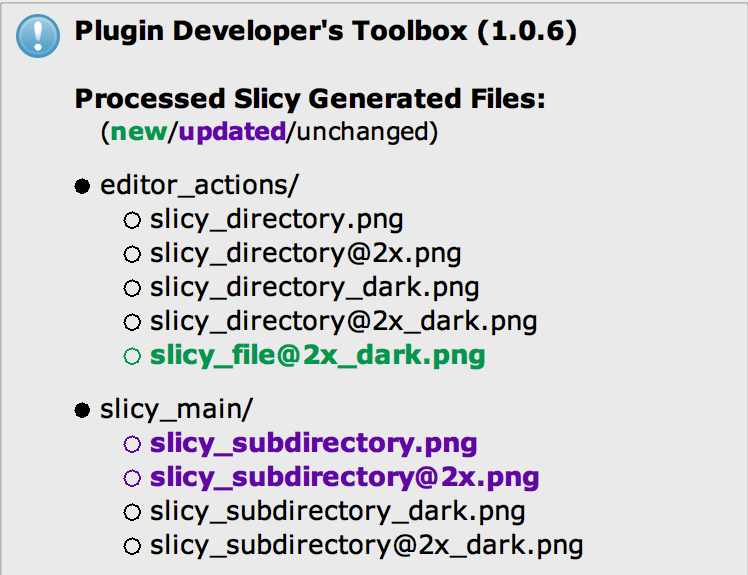 Plugin Developer's Toolbox (1.0.6)
Processed Slicy Generated Files:
(new/updated/unchanged)
editor_actions/
slicy_directory.png
slicy_directory@2x.png
slicy_directory_dark.png
slicy_directory@2x_dark.png
slicy_file@2x_dark.png
slicy_main/
slicy_subdirectory.png
slicy_subdirectory@2x.png
slicy_subdirectory_dark.png
slicy_subdirectory@2x_dark.png